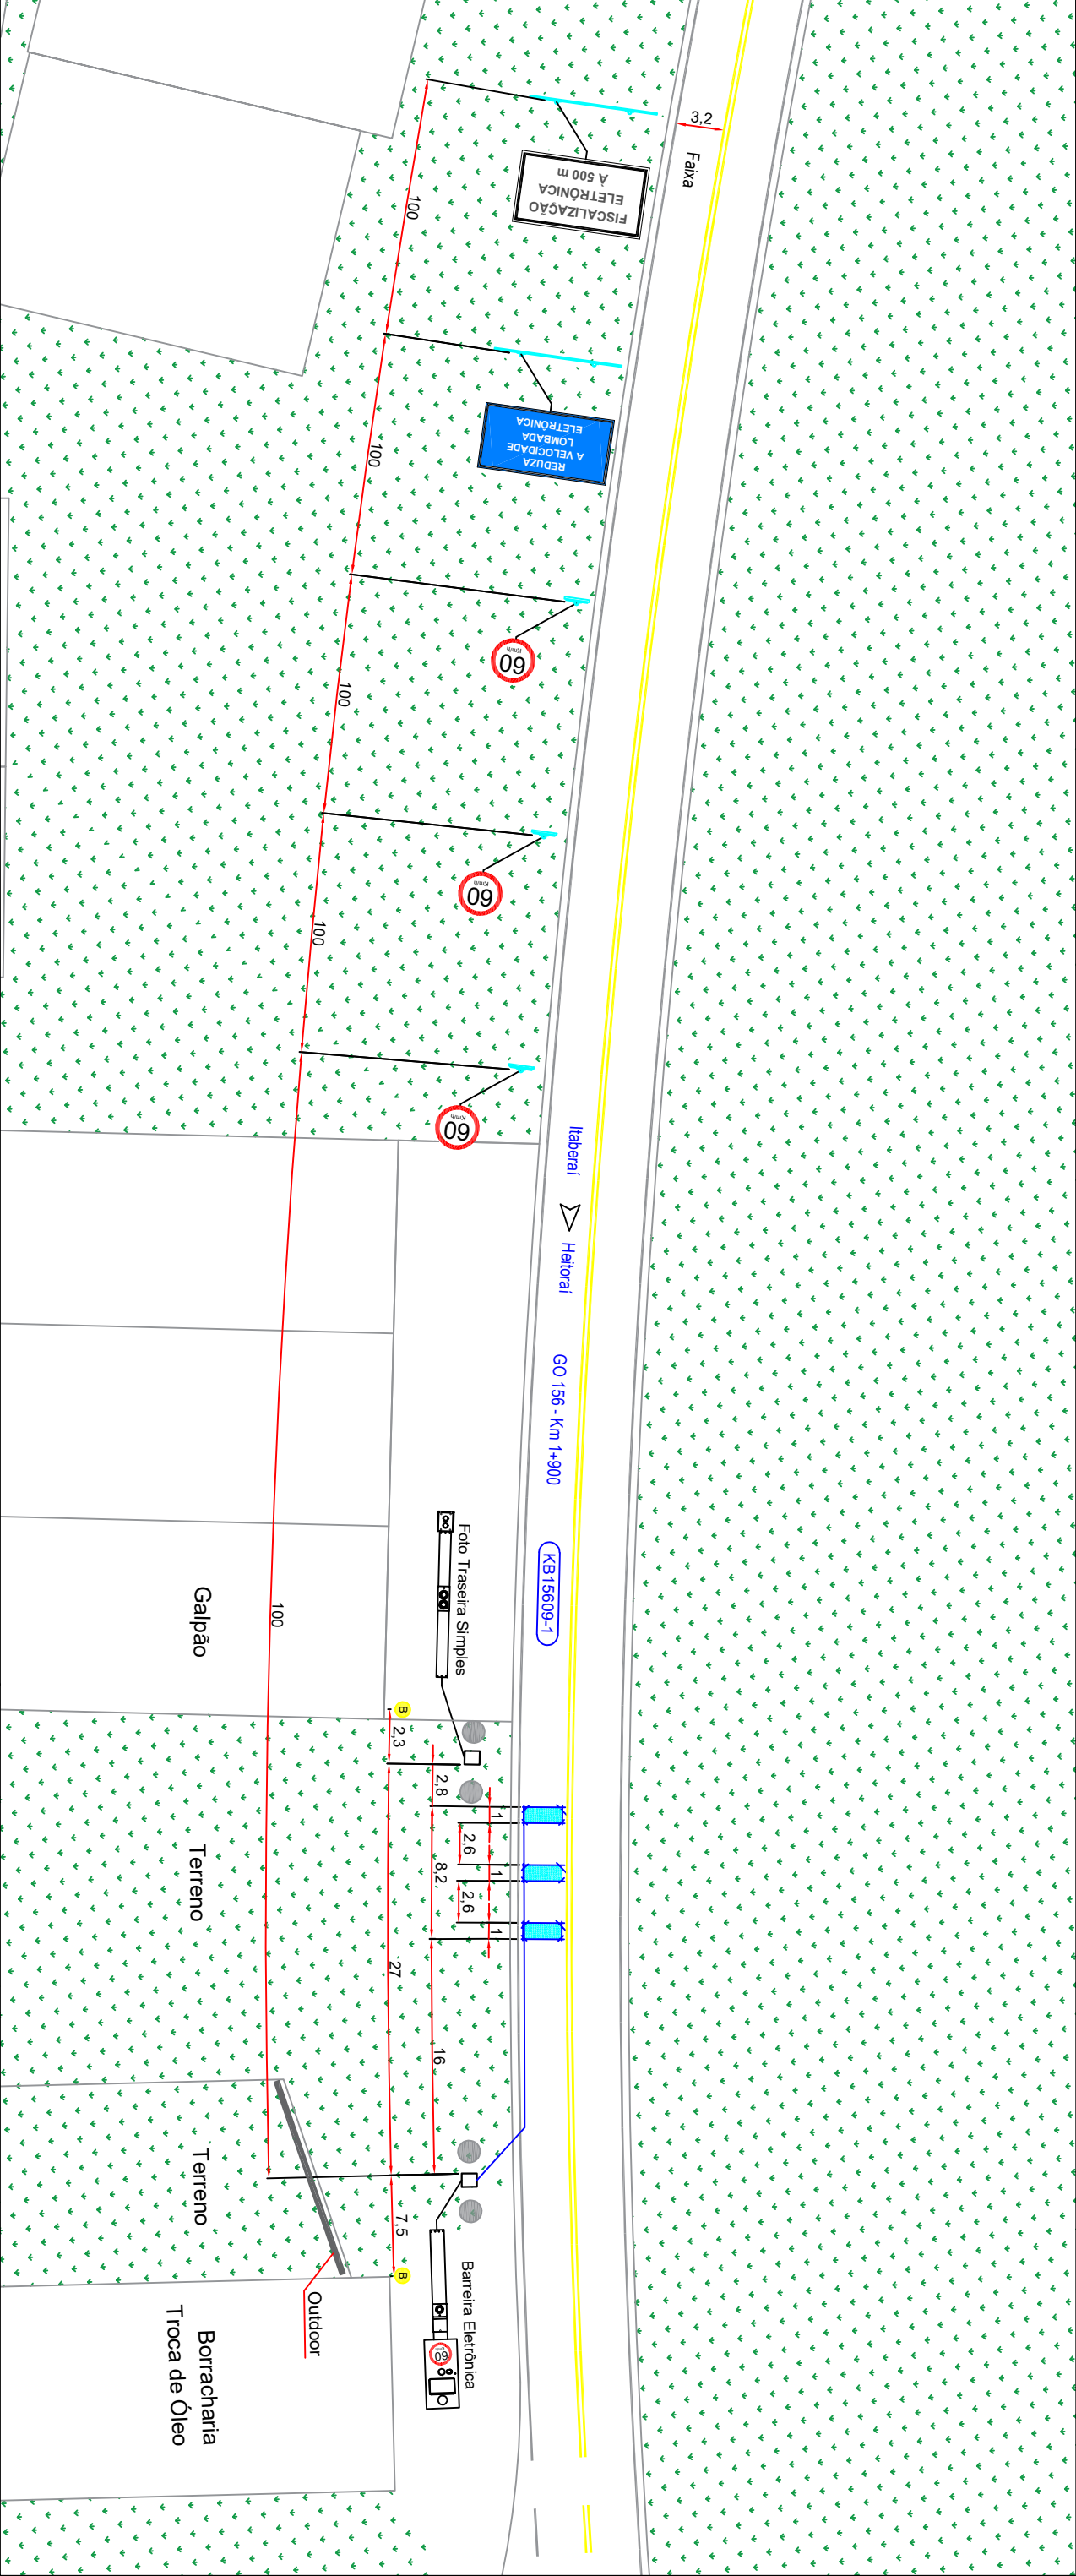 3,2
Faixa
FISCALIZAÇÃO
ELETRÔNICA
À 500 m
100
REDUZA
A VELOCIDADE
LOMBADA
ELETRÔNICA
100
60
Km/h
100
60
Km/h
100
60
Km/h
Itaberaí
Heitoraí
GO 156 - Km 1+900
KB15609-1
100
Foto Traseira Simples
Galpão
B
2,3
2,8
1
2,6
1
8,2
2,6
1
Terreno
27
16
Terreno
7,5
B
Barreira Eletrônica
60
Outdoor
Borracharia
Troca de Óleo